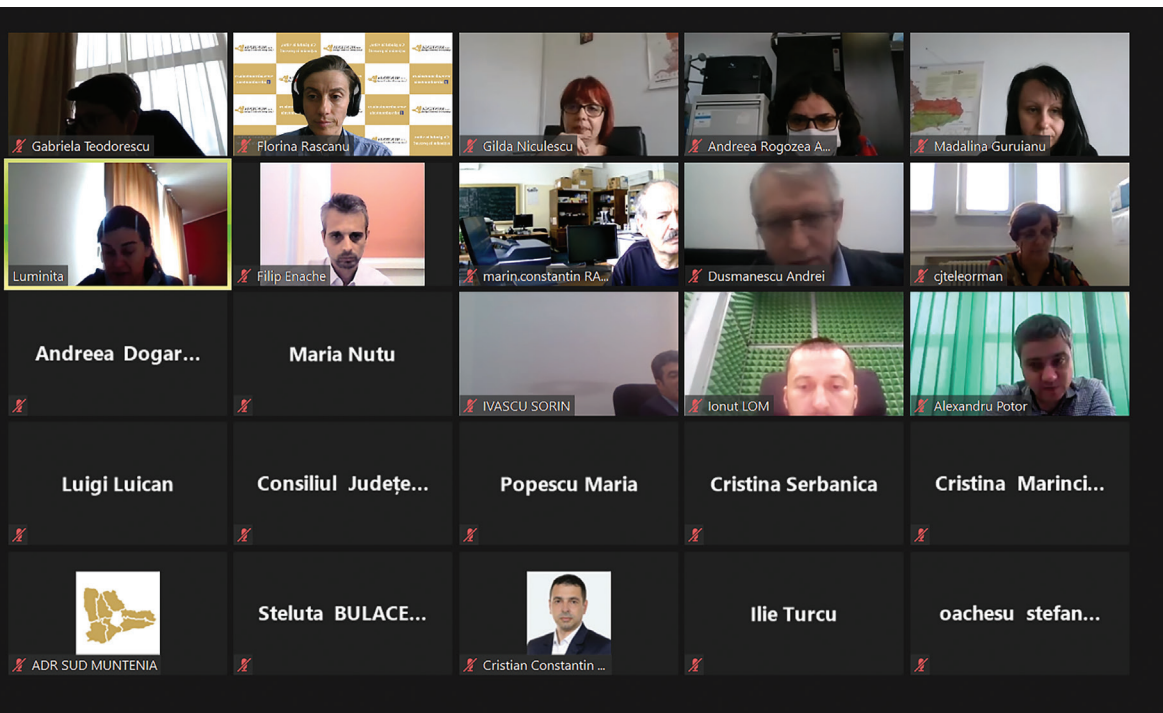 Gabriela Teodorescu
Florina Rascanu
Gilda Niculescu
Andreea Rogozea A...
Madalina Guruianu
Luminita
Filip Enache
marin.constantin RA...
Dusmanescu Andrei
cjteleorman
Andreea Dogar...
Maria Nutu
IVASCU SORIN
Ionut LOM
Alexandru Potor
Luigi Luican
Consiliul Județe...
Popescu Maria
Cristina Serbanica
Cristina Marinci...
ADR SUD MUNTENIA
Steluta BULACE...
Cristian Constantin ...
Ilie Turcu
oachesu stefan...